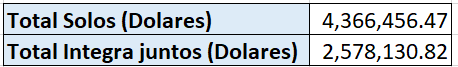 Total Solos (Dolares) 4,366,456.47
Total Integra juntos (Dolares) 2,578,130.82